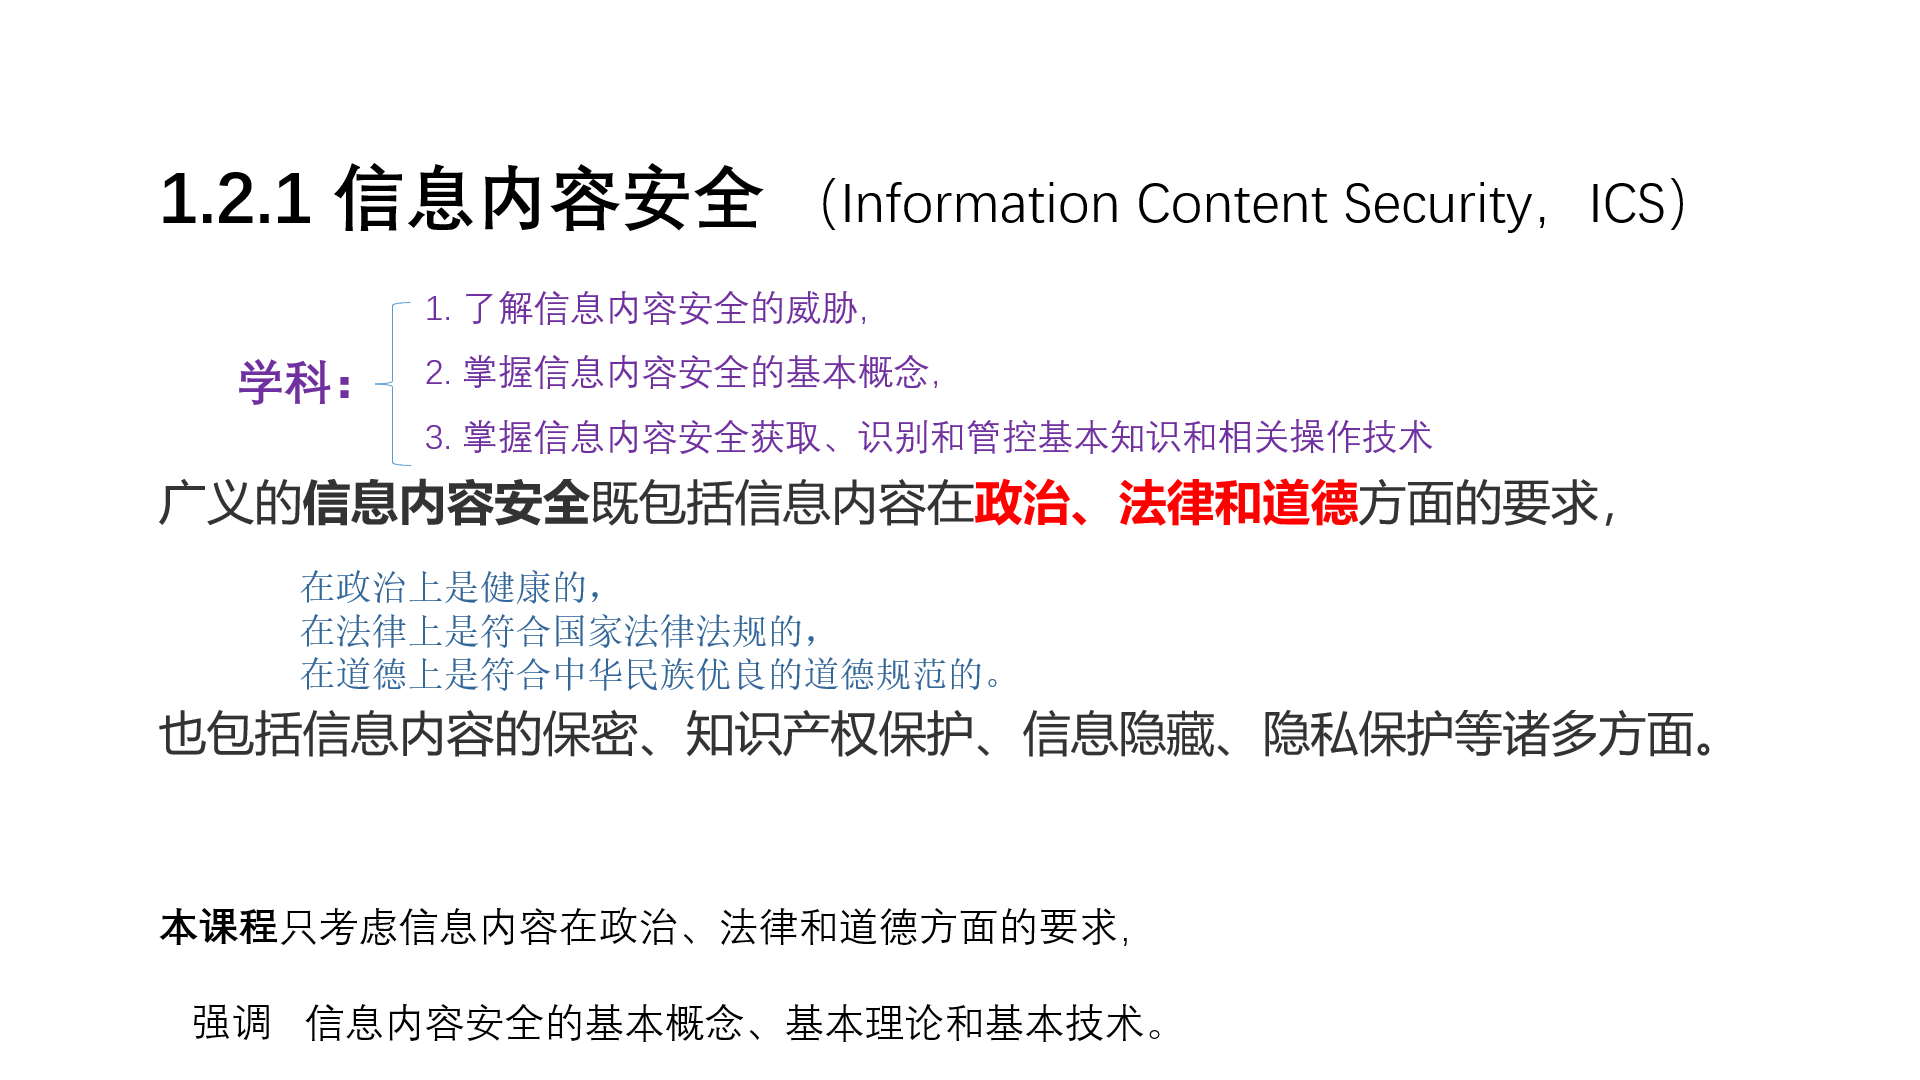 1.2.1 信息内容安全 （Information Content Security，ICS）
学科：
1. 了解信息内容安全的威胁，
2. 掌握信息内容安全的基本概念，
3. 掌握信息内容安全获取、识别和管控基本知识和相关操作技术
广义的信息内容安全既包括信息内容在政治、法律和道德方面的要求，
在政治上是健康的，
在法律上是符合国家法律法规的，
在道德上是符合中华民族优良的道德规范的。
也包括信息内容的保密、知识产权保护、信息隐藏、隐私保护等诸多方面。
本课程只考虑信息内容在政治、法律和道德方面的要求，
强调 信息内容安全的基本概念、基本理论和基本技术。